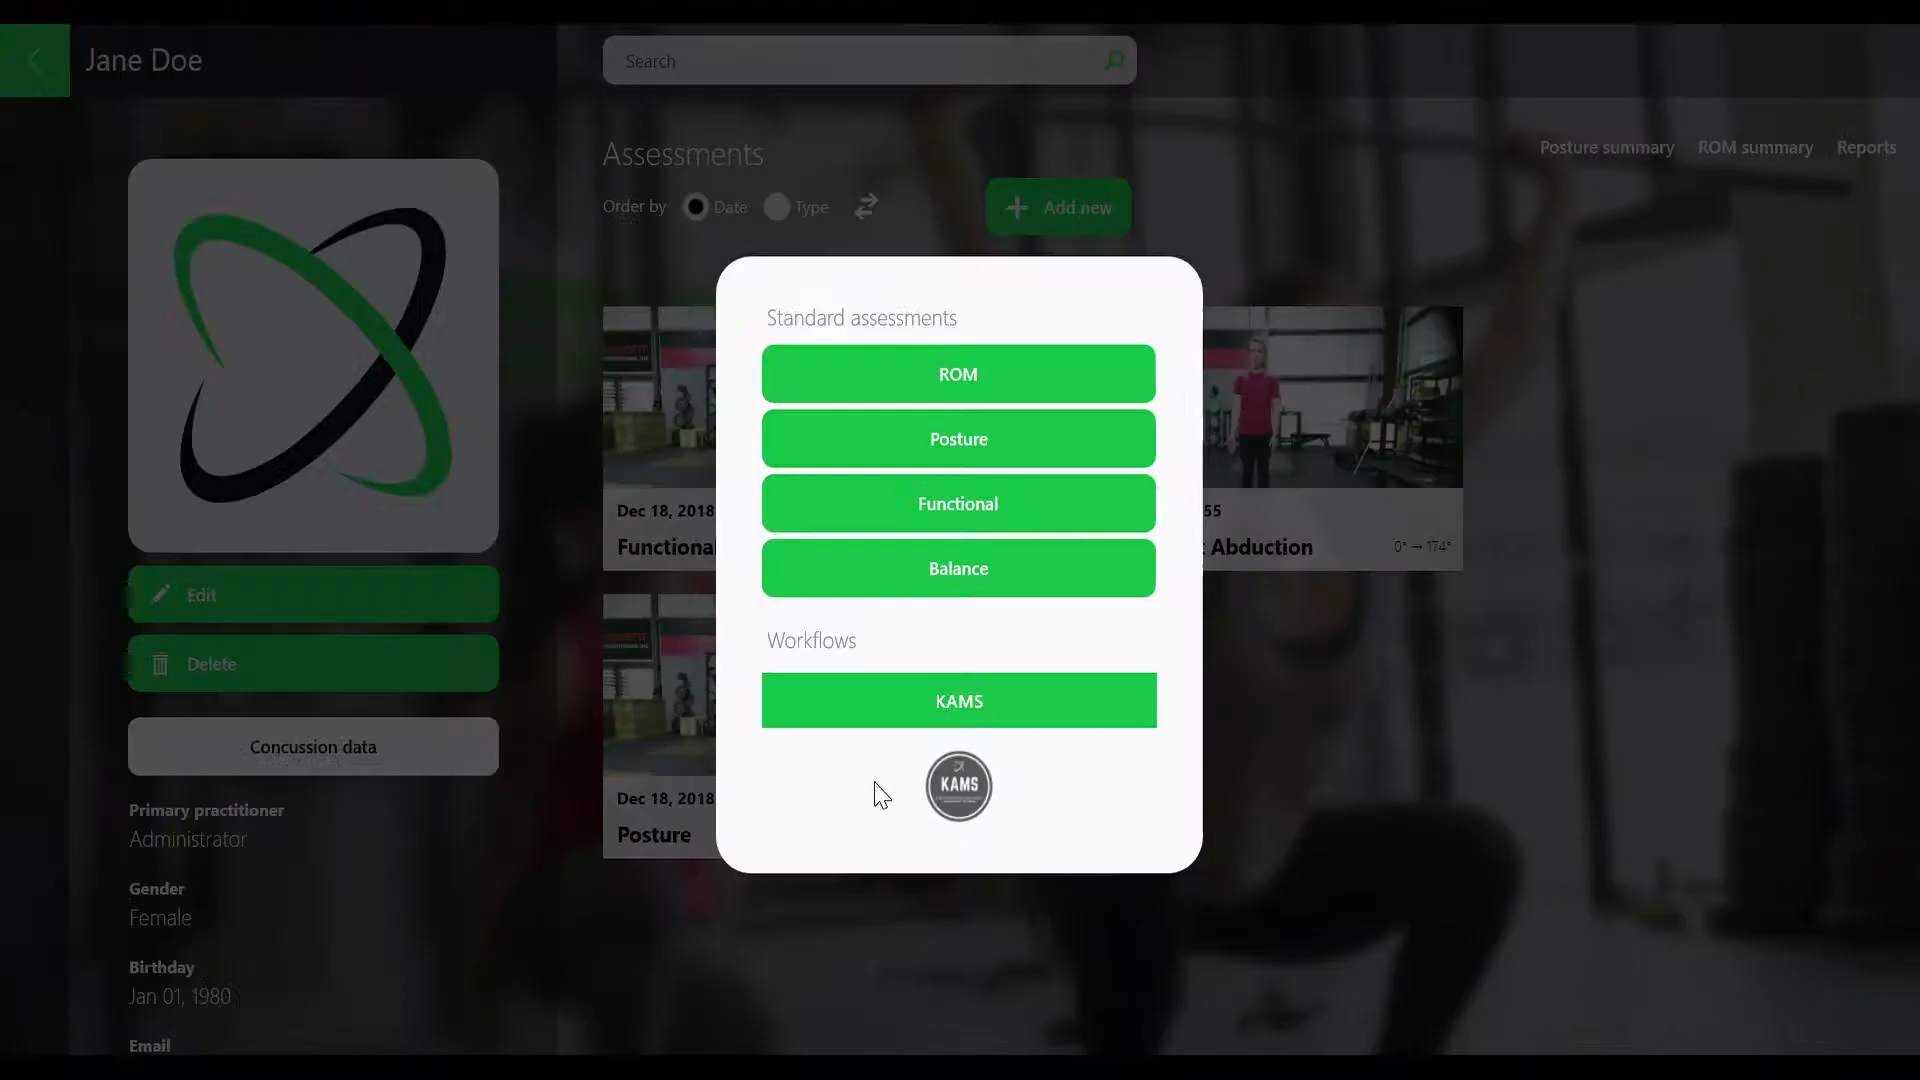 Jane Doe
Search
Assessments
Posture summary
ROM summary
Reports
Order by
Date
Type
Add new
Standard assessments
ROM
Posture
Functional
Balance
Workflows
KAMS
KAMS
Edit
Delete
Concussion data
Primary practitioner
Administrator
Gender
Female
Birthday
Jan 01, 1980
Email
Dec 18, 2018
Functional
55
Abduction
0° → 174°
Dec 18, 2018
Posture